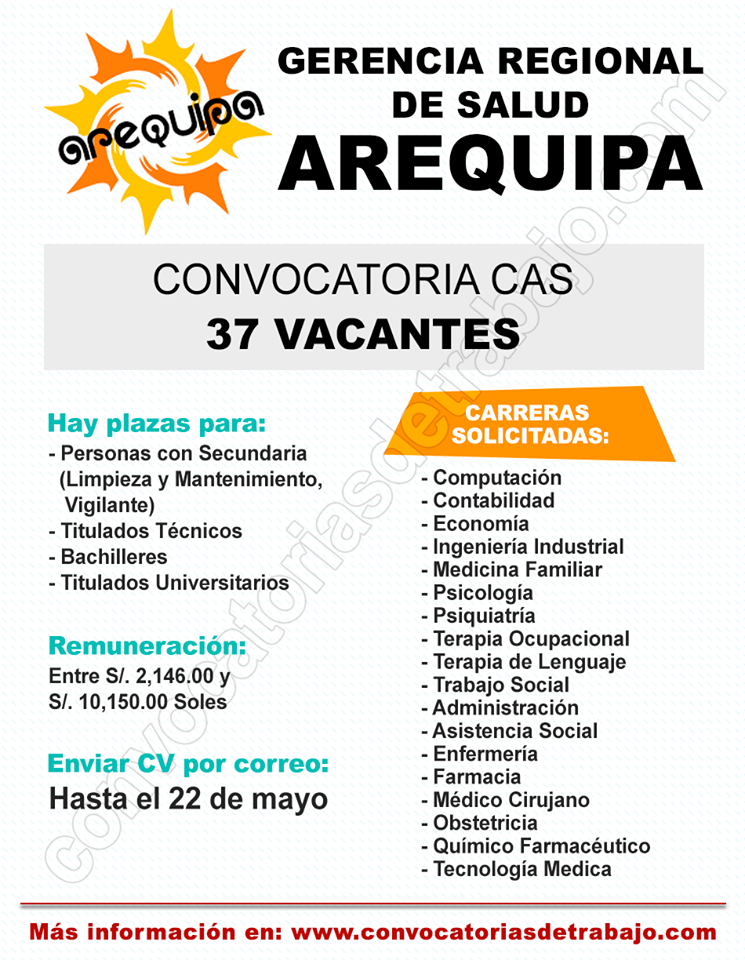 arequipa
GERENCIA REGIONAL
DE SALUD
AREQUIPA
CONVOCATORIA CAS
37 VACANTES
Hay plazas para:
- Personas con Secundaria
(Limpieza y Mantenimiento,
Vigilante)
- Titulados Técnicos
- Bachilleres
- Titulados Universitarios
Remuneración:
Entre S/. 2,146.00 y
S/. 10,150.00 Soles
Enviar CV por correo:
Hasta el 22 de mayo
CARRERAS
SOLICITADAS:
- Computación
- Contabilidad
- Economía
- Ingeniería Industrial
- Medicina Familiar
- Psicología
- Psiquiatría
- Terapia Ocupacional
- Terapia de Lenguaje
- Trabajo Social
- Administración
- Asistencia Social
- Enfermería
- Farmacia
- Médico Cirujano
- Obstetricia
- Químico Farmacéutico
- Tecnología Medica
convocatoriasdetrabajo.com
Más información en: www.convocatoriasdetrabajo.com